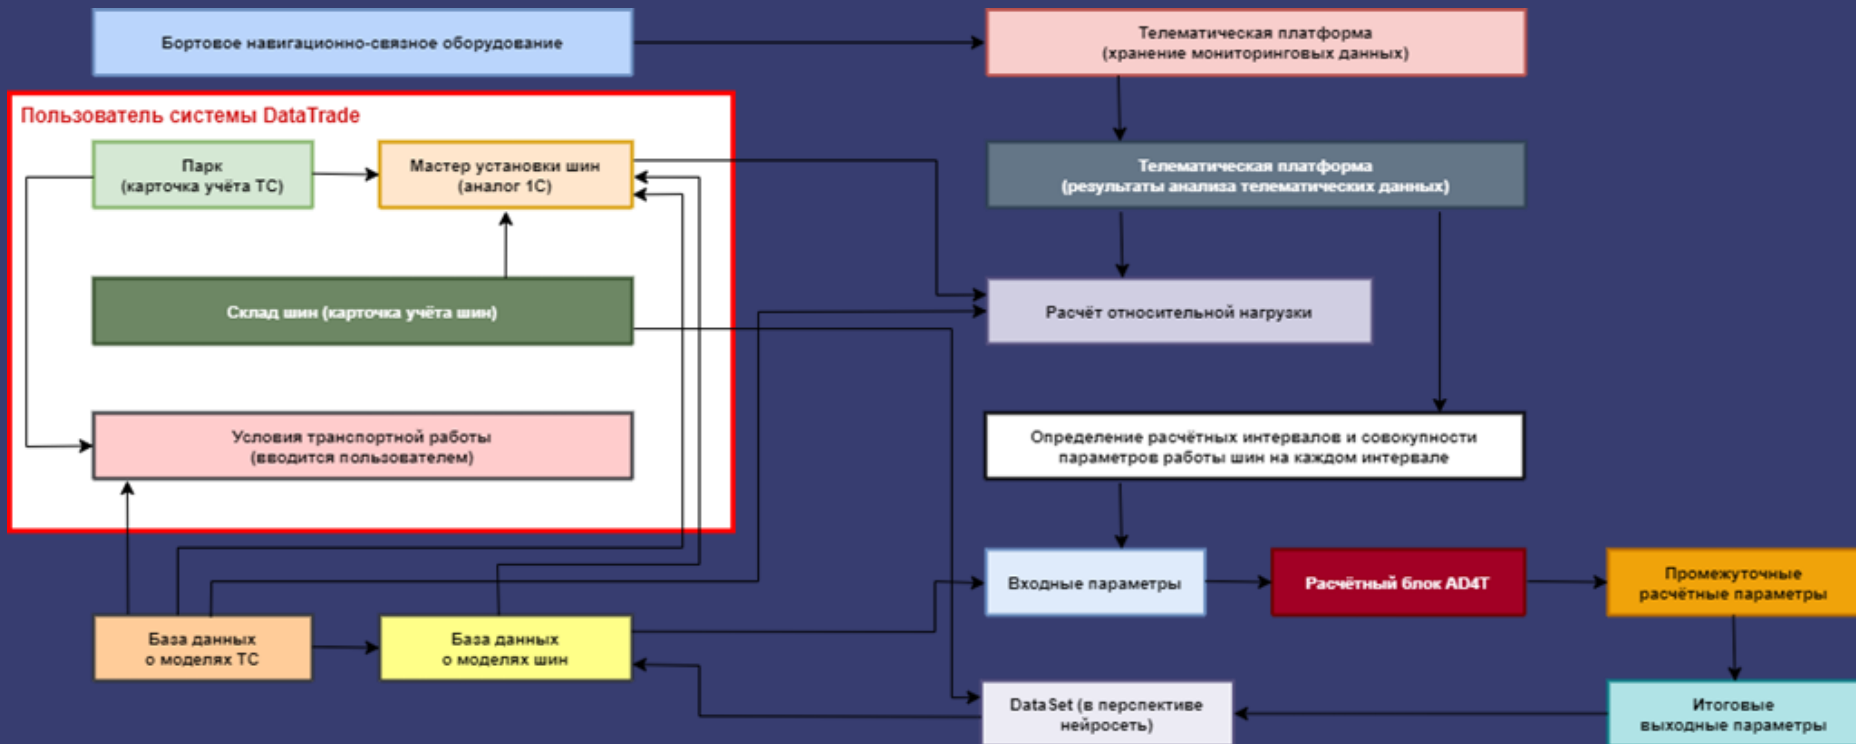 Бортовое навигационно-связное оборудование
Телематическая платформа
(хранение мониторинговых данных)
Пользователь системы DataTrade
Парк
(карточка учёта ТС)
Мастер установки шин
(аналог 1С)
Телематическая платформа
(результаты анализа телематических данных)
Склад шин (карточка учёта шин)
Расчёт относительной нагрузки
Условия транспортной работы
(вводится пользователем)
Определение расчётных интервалов и совокупности
параметров работы шин на каждом интервале
Входные параметры
Расчётный блок AD4T
Промежуточные
расчётные параметры
База данных
о моделях ТС
База данных
о моделях шин
DataSet (в перспективе
нейросеть)
Итоговые
выходные параметры